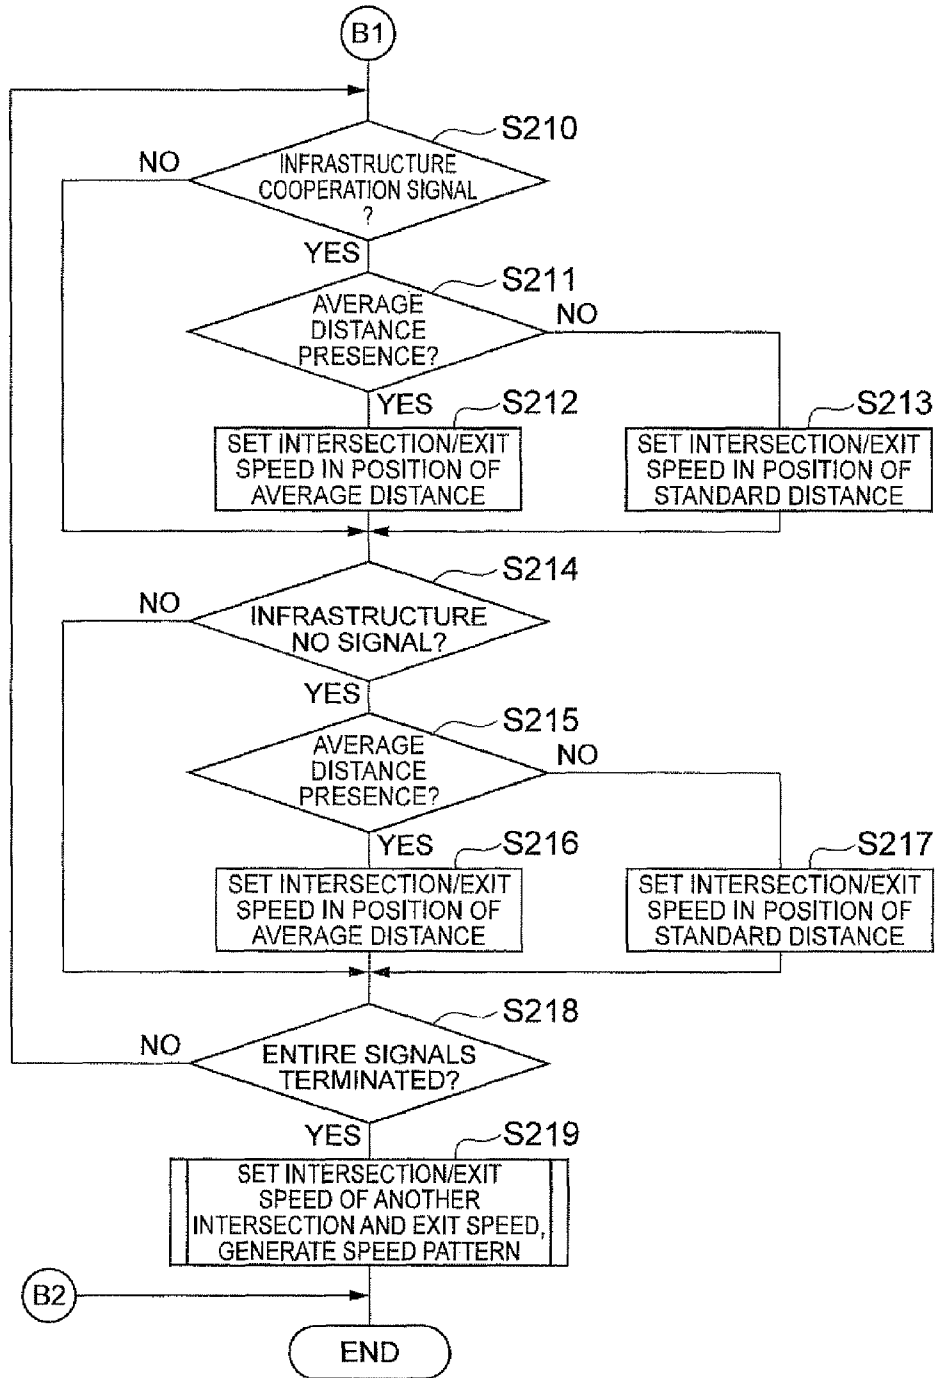 B1
S210
NO
INFRASTRUCTURE
COOPERATION SIGNAL
?
YES
S211
AVERAGE
DISTANCE
PRESENCE?
NO
YES
S212
S213
SET INTERSECTION/EXIT
SPEED IN POSITION OF
AVERAGE DISTANCE
SET INTERSECTION/EXIT
SPEED IN POSITION OF
STANDARD DISTANCE
S214
NO
INFRASTRUCTURE
NO SIGNAL?
YES
S215
AVERAGE
DISTANCE
PRESENCE?
NO
YES
S216
S217
SET INTERSECTION/EXIT
SPEED IN POSITION OF
AVERAGE DISTANCE
SET INTERSECTION/EXIT
SPEED IN POSITION OF
STANDARD DISTANCE
S218
NO
ENTIRE SIGNALS
TERMINATED?
YES
S219
SET INTERSECTION/EXIT
SPEED OF ANOTHER
INTERSECTION AND EXIT SPEED,
GENERATE SPEED PATTERN
B2
END